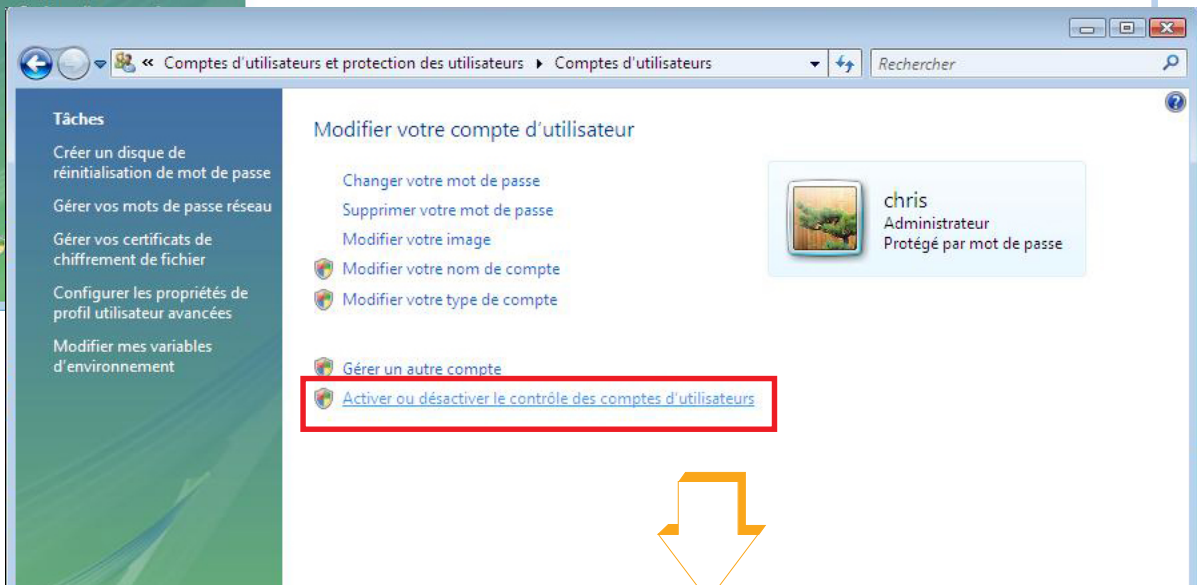 « Comptes d'utilisateurs et protection des utilisateurs Comptes d'utilisateurs
Rechercher
Tâches
Créer un disque de
réinitialisation de mot de passe
Gérer vos mots de passe réseau
Gérer vos certificats de
chiffrement de fichier
Configurer les propriétés de
profil utilisateur avancées
Modifier mes variables
d'environnement
Modifier votre compte d'utilisateur
Changer votre mot de passe
Supprimer votre mot de passe
Modifier votre image
Modifier votre nom de compte
Modifier votre type de compte
Gérer un autre compte
Activer ou désactiver le contrôle des comptes d'utilisateurs
chris
Administrateur
Protégé par mot de passe